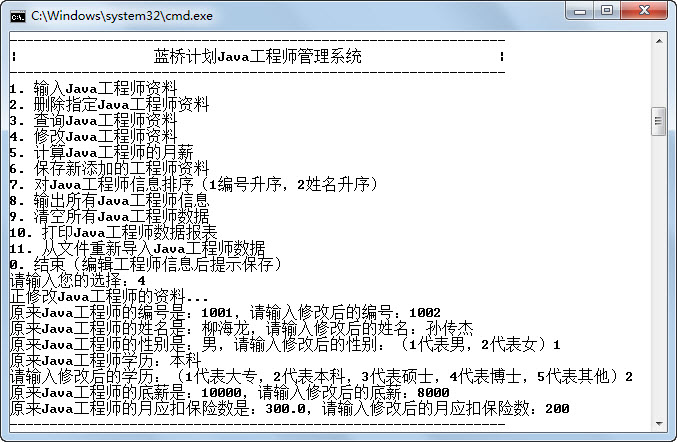 C:\Windows\system32\cmd.exe
蓝桥计划Java工程师管理系统
1. 输入Java工程师资料
2. 删除指定Java工程师资料
3. 查询Java工程师资料
4. 修改Java工程师资料
5. 计算Java工程师的月薪
6. 保存新添加的工程师资料
7. 对Java工程师信息排序（1编号升序，2姓名升序）
8. 输出所有Java工程师信息
9. 清空所有Java工程师数据
10. 打印Java工程师数据报表
11. 从文件重新导入Java工程师数据
0. 结束（编辑工程师信息后提示保存）
请输入您的选择：4
正修改Java工程师的资料...
原来Java工程师的编号是：1001，请输入修改后的编号：1002
原来Java工程师的姓名是：柳海龙，请输入修改后的姓名：孙传杰
原来Java工程师的性别是：男，请输入修改后的性别：（1代表男，2代表女）1
原来Java工程师学历：本科
请输入修改后的学历：（1代表大专，2代表本科，3代表硕士，4代表博士，5代表其他）2
原来Java工程师的底薪是：10000，请输入修改后的底薪：8000
原来Java工程师的月应扣保险数是：300.0，请输入修改后的月应扣保险数：200